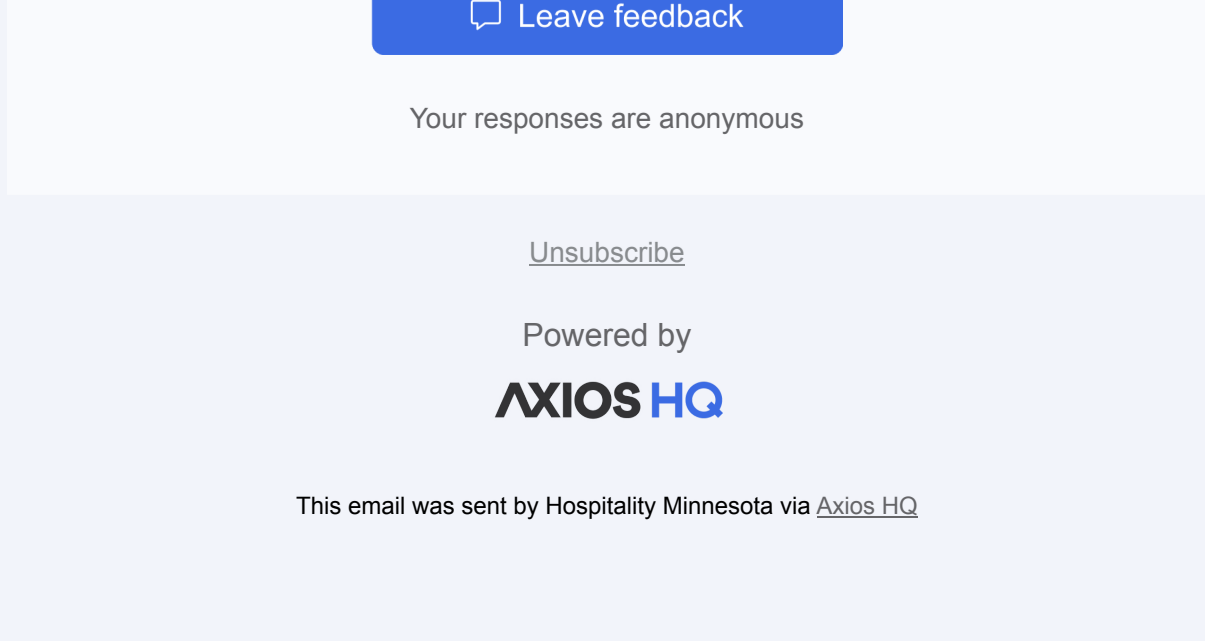 Leave feedback
Your responses are anonymous
Unsubscribe
Powered by
AXIOS HQ
This email was sent by Hospitality Minnesota via Axios HQ